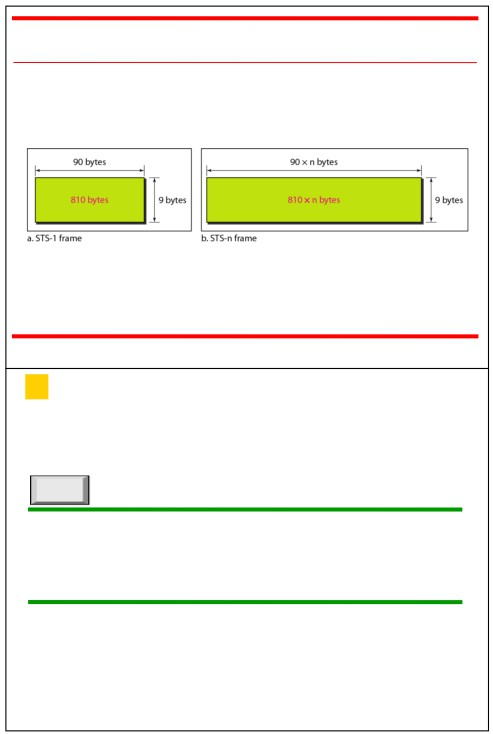 90 bytes
810 bytes
9 bytes
a. STS-1 frame
90 × n bytes
810 × n bytes
9 bytes
b. STS-n frame